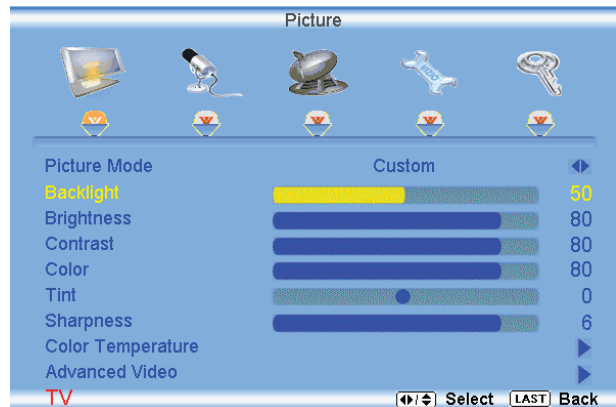 Picture
VIZIO
Picture Mode Custom
Backlight 50
Brightness 80
Contrast 80
Color 80
Tint 0
Sharpness 6
Color Temperature
Advanced Video
TV Select LAST Back